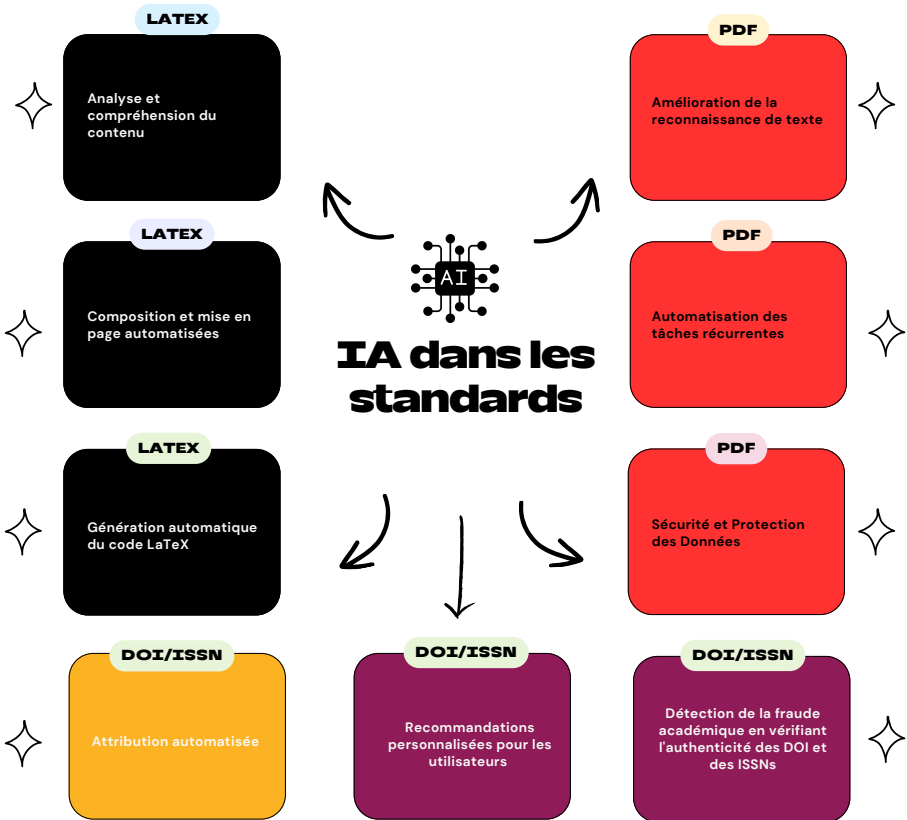 LATEX
Analyse et
compréhension du
contenu
PDF
Amélioration de la
reconnaissance de texte
LATEX
Composition et mise en
page automatisées
AI
IA dans les
standards
PDF
Automatisation des
tâches récurrentes
LATEX
Génération automatique
du code LaTeX
PDF
Sécurité et Protection
des Données
DOI/ISSN
Attribution automatisée
DOI/ISSN
Recommandations
personnalisées pour les
utilisateurs
DOI/ISSN
Détection de la fraude
académique en vérifiant
l'authenticité des DOI et
des ISSNs